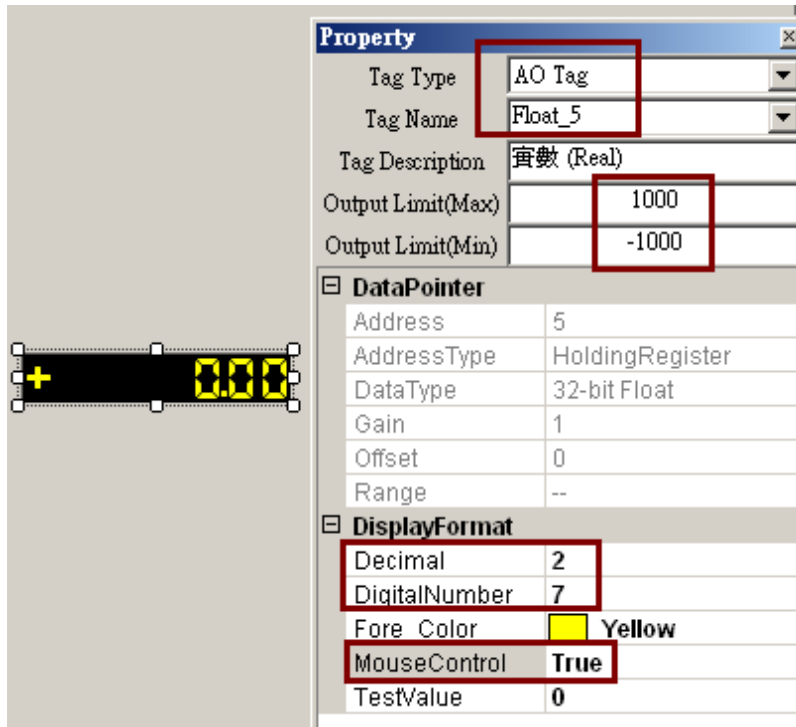 Property
Tag Type AO Tag
Tag Name Float_5
Tag Description 實數 (Real)
Output Limit(Max) 1000
Output Limit(Min) -1000
DataPointer
Address 5
AddressType HoldingRegister
DataType 32-bit Float
Gain 1
Offset 0
Range --
+ 0.00
DisplayFormat
Decimal 2
DigitalNumber 7
Fore_Color Yellow
MouseControl True
TestValue 0